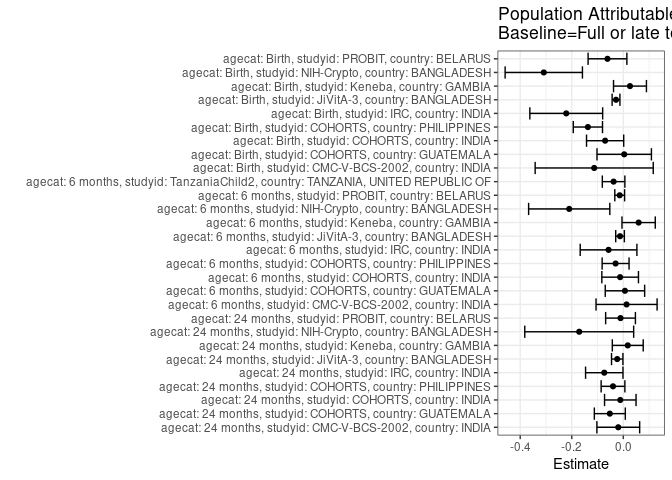 Population Attributable
Baseline=Full or late
agecat: Birth, studyid: PROBIT, country: BELARUS
agecat: Birth, studyid: NIH-Crypto, country: BANGLADESH
agecat: Birth, studyid: Keneba, country: GAMBIA
agecat: Birth, studyid: JiVitA-3, country: BANGLADESH
agecat: Birth, studyid: IRC, country: INDIA
agecat: Birth, studyid: COHORTS, country: PHILIPPINES
agecat: Birth, studyid: COHORTS, country: INDIA
agecat: Birth, studyid: COHORTS, country: GUATEMALA
agecat: Birth, studyid: CMC-V-BCS-2002, country: INDIA
agecat: 6 months, studyid: TanzaniaChild2, country: TANZANIA, UNITED REPUBLIC OF
agecat: 6 months, studyid: PROBIT, country: BELARUS
agecat: 6 months, studyid: NIH-Crypto, country: BANGLADESH
agecat: 6 months, studyid: Keneba, country: GAMBIA
agecat: 6 months, studyid: JiVitA-3, country: BANGLADESH
agecat: 6 months, studyid: IRC, country: INDIA
agecat: 6 months, studyid: COHORTS, country: PHILIPPINES
agecat: 6 months, studyid: COHORTS, country: INDIA
agecat: 6 months, studyid: COHORTS, country: GUATEMALA
agecat: 6 months, studyid: CMC-V-BCS-2002, country: INDIA
agecat: 24 months, studyid: PROBIT, country: BELARUS
agecat: 24 months, studyid: NIH-Crypto, country: BANGLADESH
agecat: 24 months, studyid: Keneba, country: GAMBIA
agecat: 24 months, studyid: JiVitA-3, country: BANGLADESH
agecat: 24 months, studyid: IRC, country: INDIA
agecat: 24 months, studyid: COHORTS, country: PHILIPPINES
agecat: 24 months, studyid: COHORTS, country: INDIA
agecat: 24 months, studyid: COHORTS, country: GUATEMALA
agecat: 24 months, studyid: CMC-V-BCS-2002, country: INDIA
-0.4 -0.2 0.0
Estimate